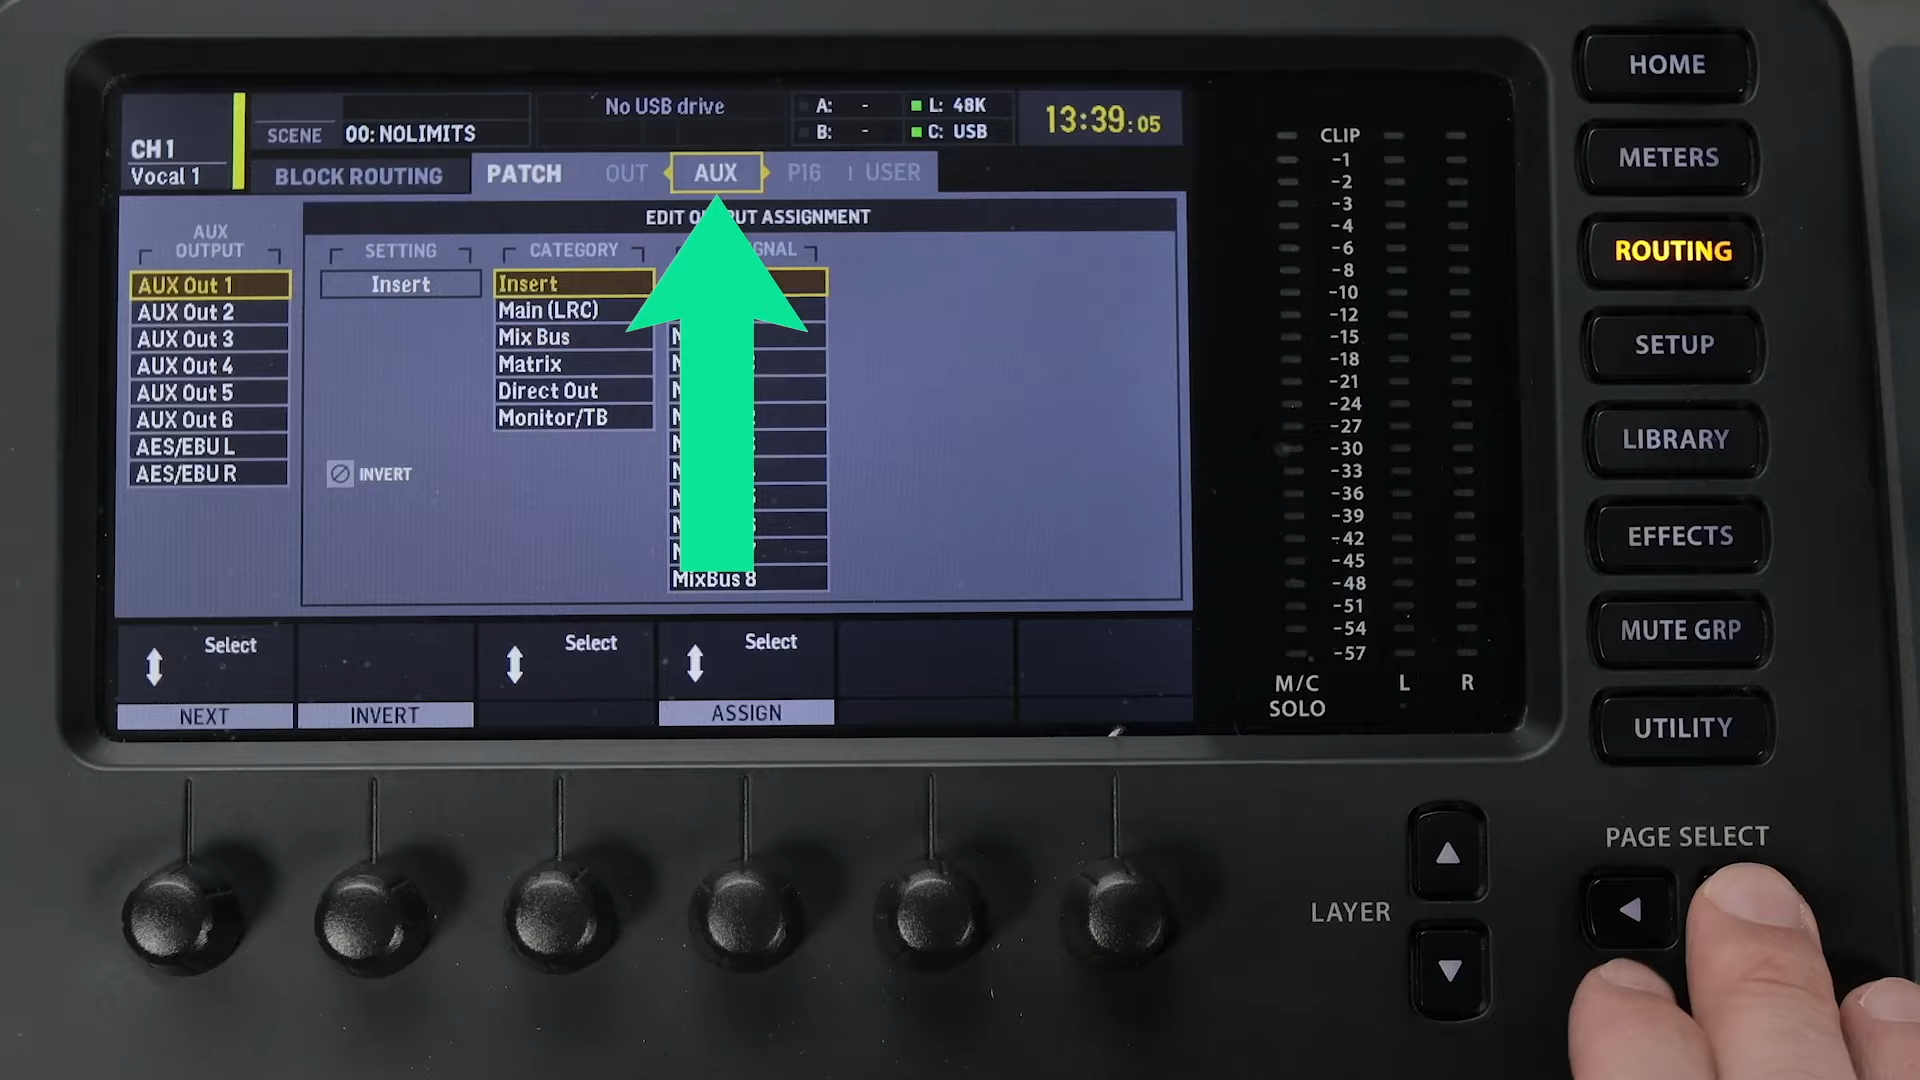 CH 1
Vocal 1
SCENE
00: NOLIMITS
No USB drive
A: -
B: -
L: 48K
C: USB
13:39:05
BLOCK ROUTING
PATCH
OUT
AUX
P16
USER
AUX
OUTPUT
EDIT OUTPUT ASSIGNMENT
SETTING
CATEGORY
Insert
AUX Out 1
AUX Out 2
AUX Out 3
AUX Out 4
AUX Out 5
AUX Out 6
AES/EBU L
AES/EBU R
INVERT
Insert
Main (LRC)
Mix Bus
Matrix
Direct Out
Monitor/TB
MixBus 8
Select
Select
Select
NEXT
INVERT
ASSIGN
CLIP
-1
-2
-3
-4
-6
-8
-10
-12
-15
-18
-21
-24
-27
-30
-33
-36
-39
-42
-45
-48
-51
-54
-57
M/C
SOLO
L
R
HOME
METERS
ROUTING
SETUP
LIBRARY
EFFECTS
MUTE GRP
UTILITY
PAGE SELECT
LAYER